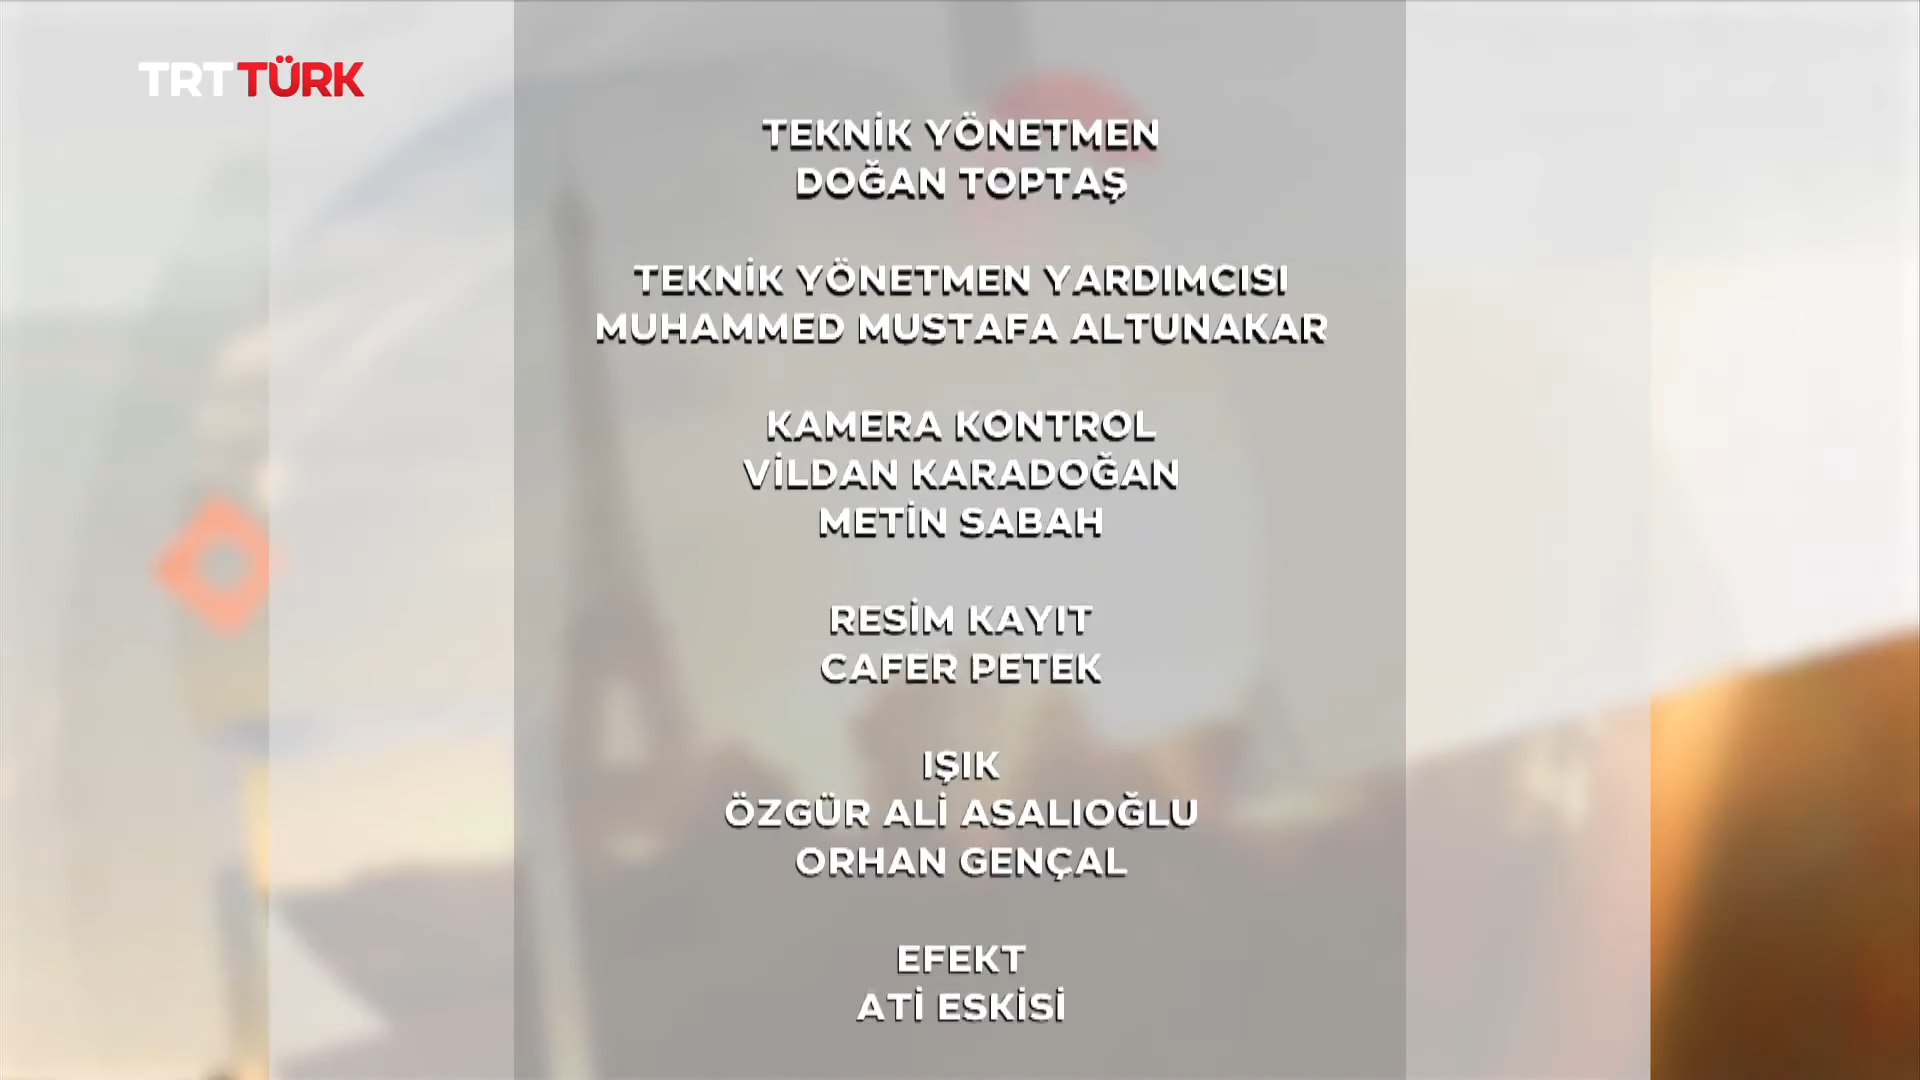 TRT TÜRK
TEKNİK YÖNETMEN
DOĞAN TOPTAŞ
TEKNİK YÖNETMEN YARDIMCISI
MUHAMMED MUSTAFA ALTUNAKAR
KAMERA KONTROL
VİLDAN KARADOĞAN
METİN SABAH
RESİM KAYIT
CAFER PETEK
IŞIK
ÖZGÜR ALİ ASALIOĞLU
ORHAN GENÇAL
EFEKT
ATİ ESKİSİ